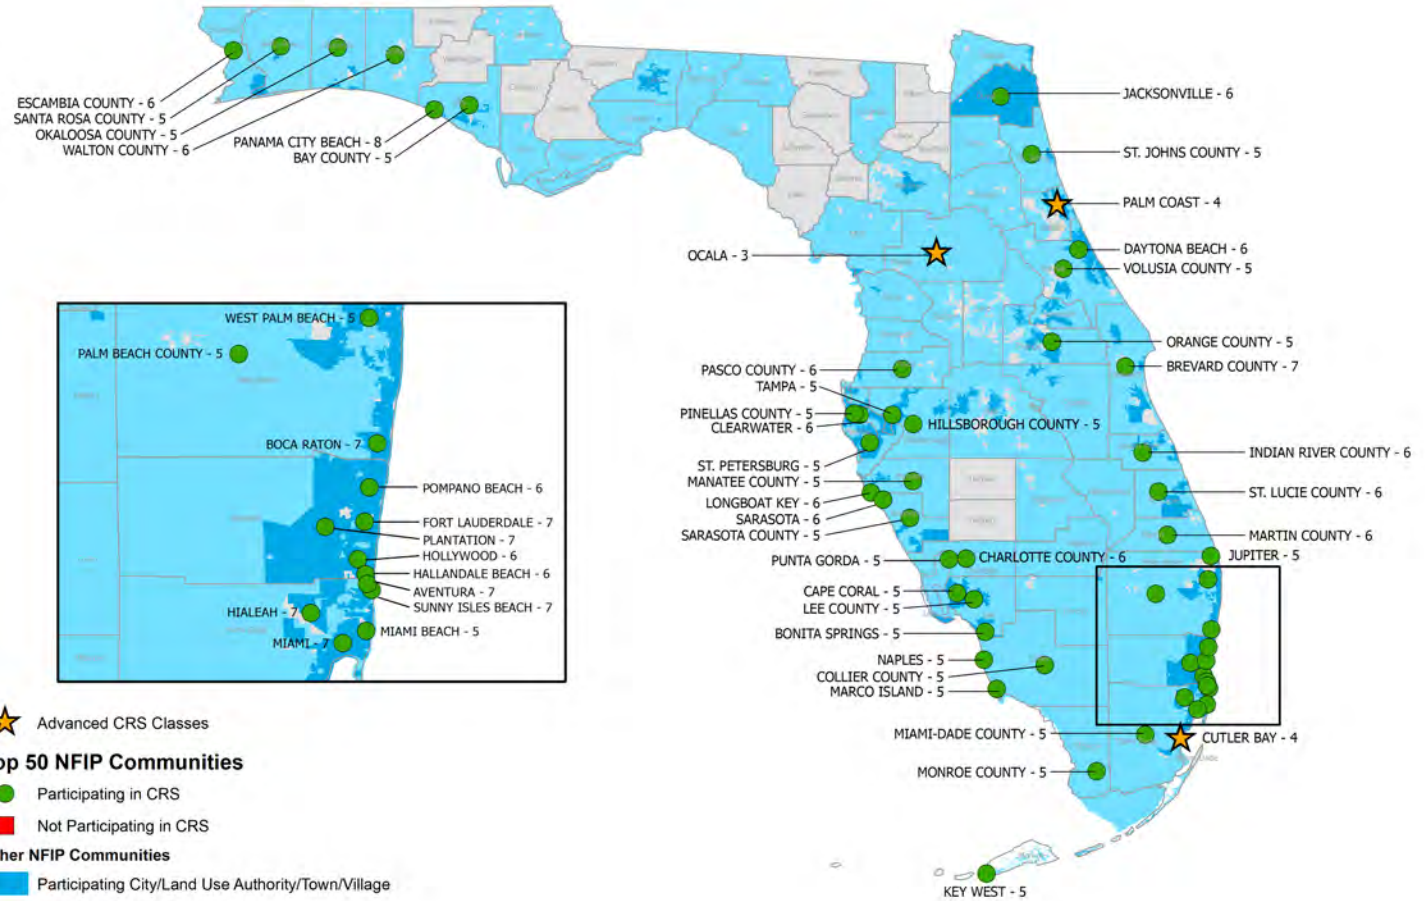 ESCAMBIA COUNTY - 6
SANTA ROSA COUNTY - 5
OKALOOSA COUNTY - 5
WALTON COUNTY - 6
PANAMA CITY BEACH - 8
BAY COUNTY - 5
JACKSONVILLE - 6
ST. JOHNS COUNTY - 5
PALM COAST - 4
DAYTONA BEACH - 6
VOLUSIA COUNTY - 5
OCALA - 3
ORANGE COUNTY - 5
BREVARD COUNTY - 7
PASCO COUNTY - 6
TAMPA - 5
PINELLAS COUNTY - 5
CLEARWATER - 6
HILLSBOROUGH COUNTY - 5
ST. PETERSBURG - 5
MANATEE COUNTY - 5
LONGBOAT KEY - 6
SARASOTA - 6
SARASOTA COUNTY - 5
INDIAN RIVER COUNTY - 6
ST. LUCIE COUNTY - 6
MARTIN COUNTY - 6
JUPITER - 5
PUNTA GORDA - 5
CHARLOTTE COUNTY - 6
CAPE CORAL - 5
LEE COUNTY - 5
BONITA SPRINGS - 5
NAPLES - 5
COLLIER COUNTY - 5
MARCO ISLAND - 5
MIAMI-DADE COUNTY - 5
CUTLER BAY - 4
MONROE COUNTY - 5
KEY WEST - 5
WEST PALM BEACH - 5
PALM BEACH COUNTY - 5
BOCA RATON - 7
POMPANO BEACH - 6
FORT LAUDERDALE - 7
PLANTATION - 7
HOLLYWOOD - 6
HALLANDALE BEACH - 6
AVENTURA - 7
SUNNY ISLES BEACH - 7
HIALEAH - 7
MIAMI BEACH - 5
MIAMI - 7
Advanced CRS Classes
op 50 NFIP Communities
Participating in CRS
Not Participating in CRS
her NFIP Communities
Participating City/Land Use Authority/Town/Village